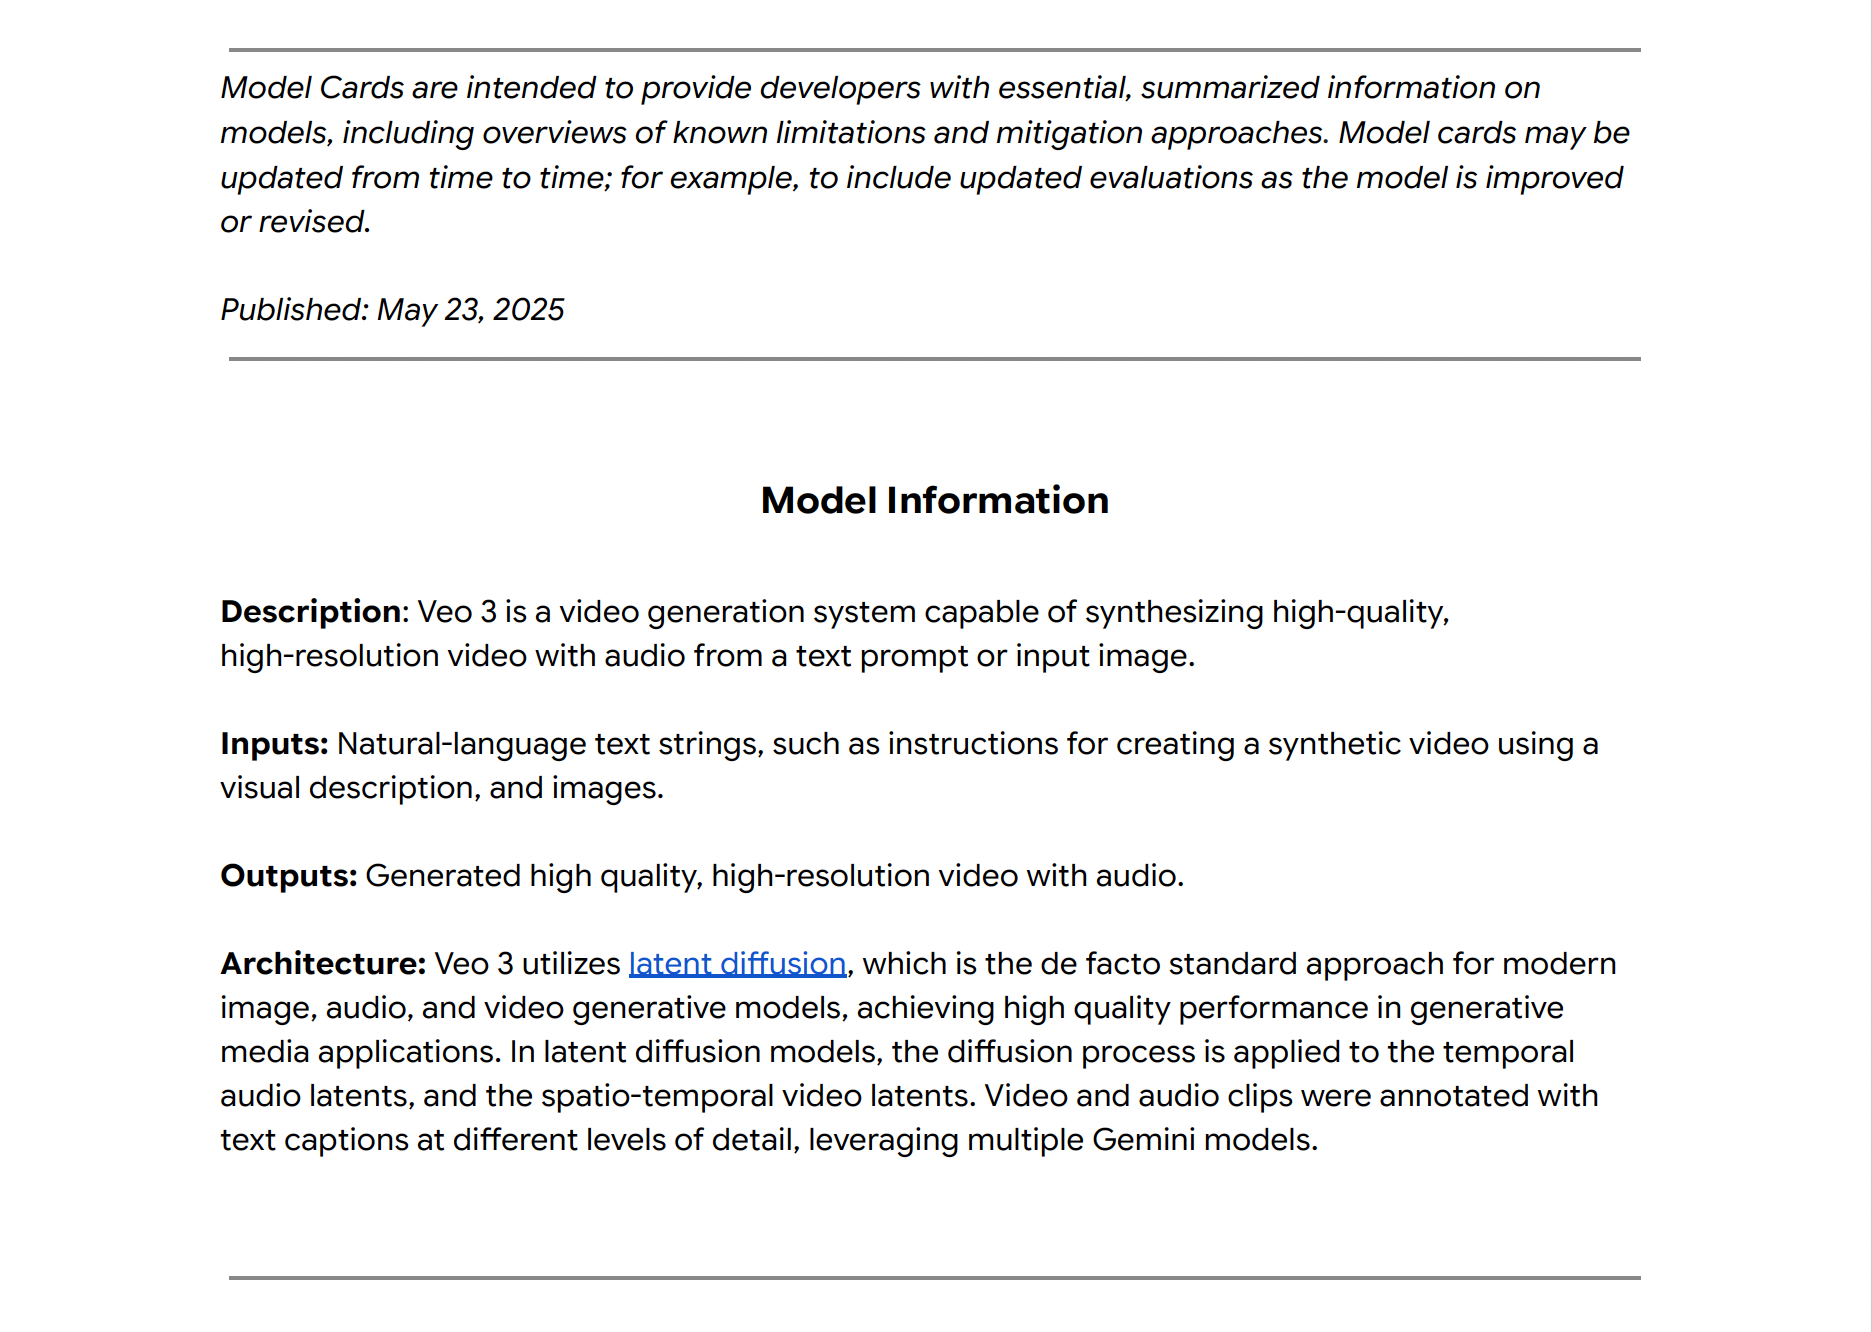 Model Cards are intended to provide developers with essential, summarized information on
models, including overviews of known limitations and mitigation approaches. Model cards may be
updated from time to time; for example, to include updated evaluations as the model is improved
or revised.
Published: May 23, 2025
Model Information
Description: Veo 3 is a video generation system capable of synthesizing high-quality,
high-resolution video with audio from a text prompt or input image.
Inputs: Natural-language text strings, such as instructions for creating a synthetic video using a
visual description, and images.
Outputs: Generated high quality, high-resolution video with audio.
Architecture: Veo 3 utilizes latent diffusion, which is the de facto standard approach for modern
image, audio, and video generative models, achieving high quality performance in generative
media applications. In latent diffusion models, the diffusion process is applied to the temporal
audio latents, and the spatio-temporal video latents. Video and audio clips were annotated with
text captions at different levels of detail, leveraging multiple Gemini models.